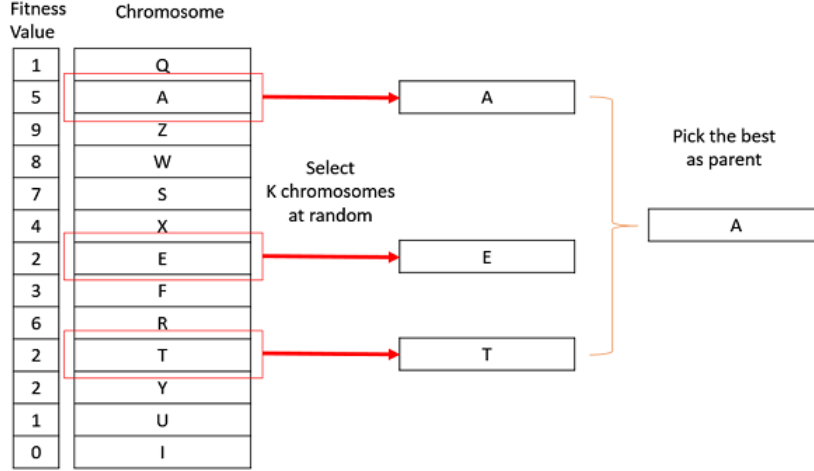 Fitness
Value
Chromosome
1 Q
5 A
9 Z
8 W
7 S
4 X
2 E
3 F
6 R
2 T
2 Y
1 U
0 I
Select
K chromosomes
at random
A
E
T
Pick the best
as parent
A